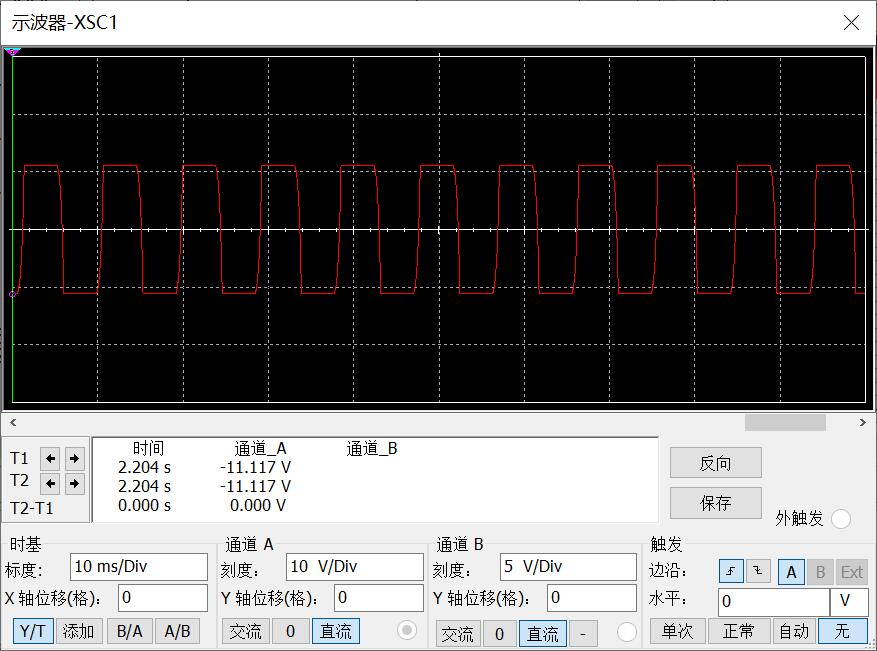 示波器-XSC1
时间 通道_A 通道_B
T1 2.204 s -11.117 V
T2 2.204 s -11.117 V
T2-T1 0.000 s 0.000 V
反向
保存
外触发
时基
标度： 10 ms/Div
X 轴位移(格)： 0
Y/T 添加 B/A A/B
通道 A
刻度： 10 V/Div
Y 轴位移(格)： 0
交流 0 直流
通道 B
刻度： 5 V/Div
Y 轴位移(格)： 0
交流 0 直流 -
触发
边沿： A B Ext
水平： 0 V
单次 正常 自动 无